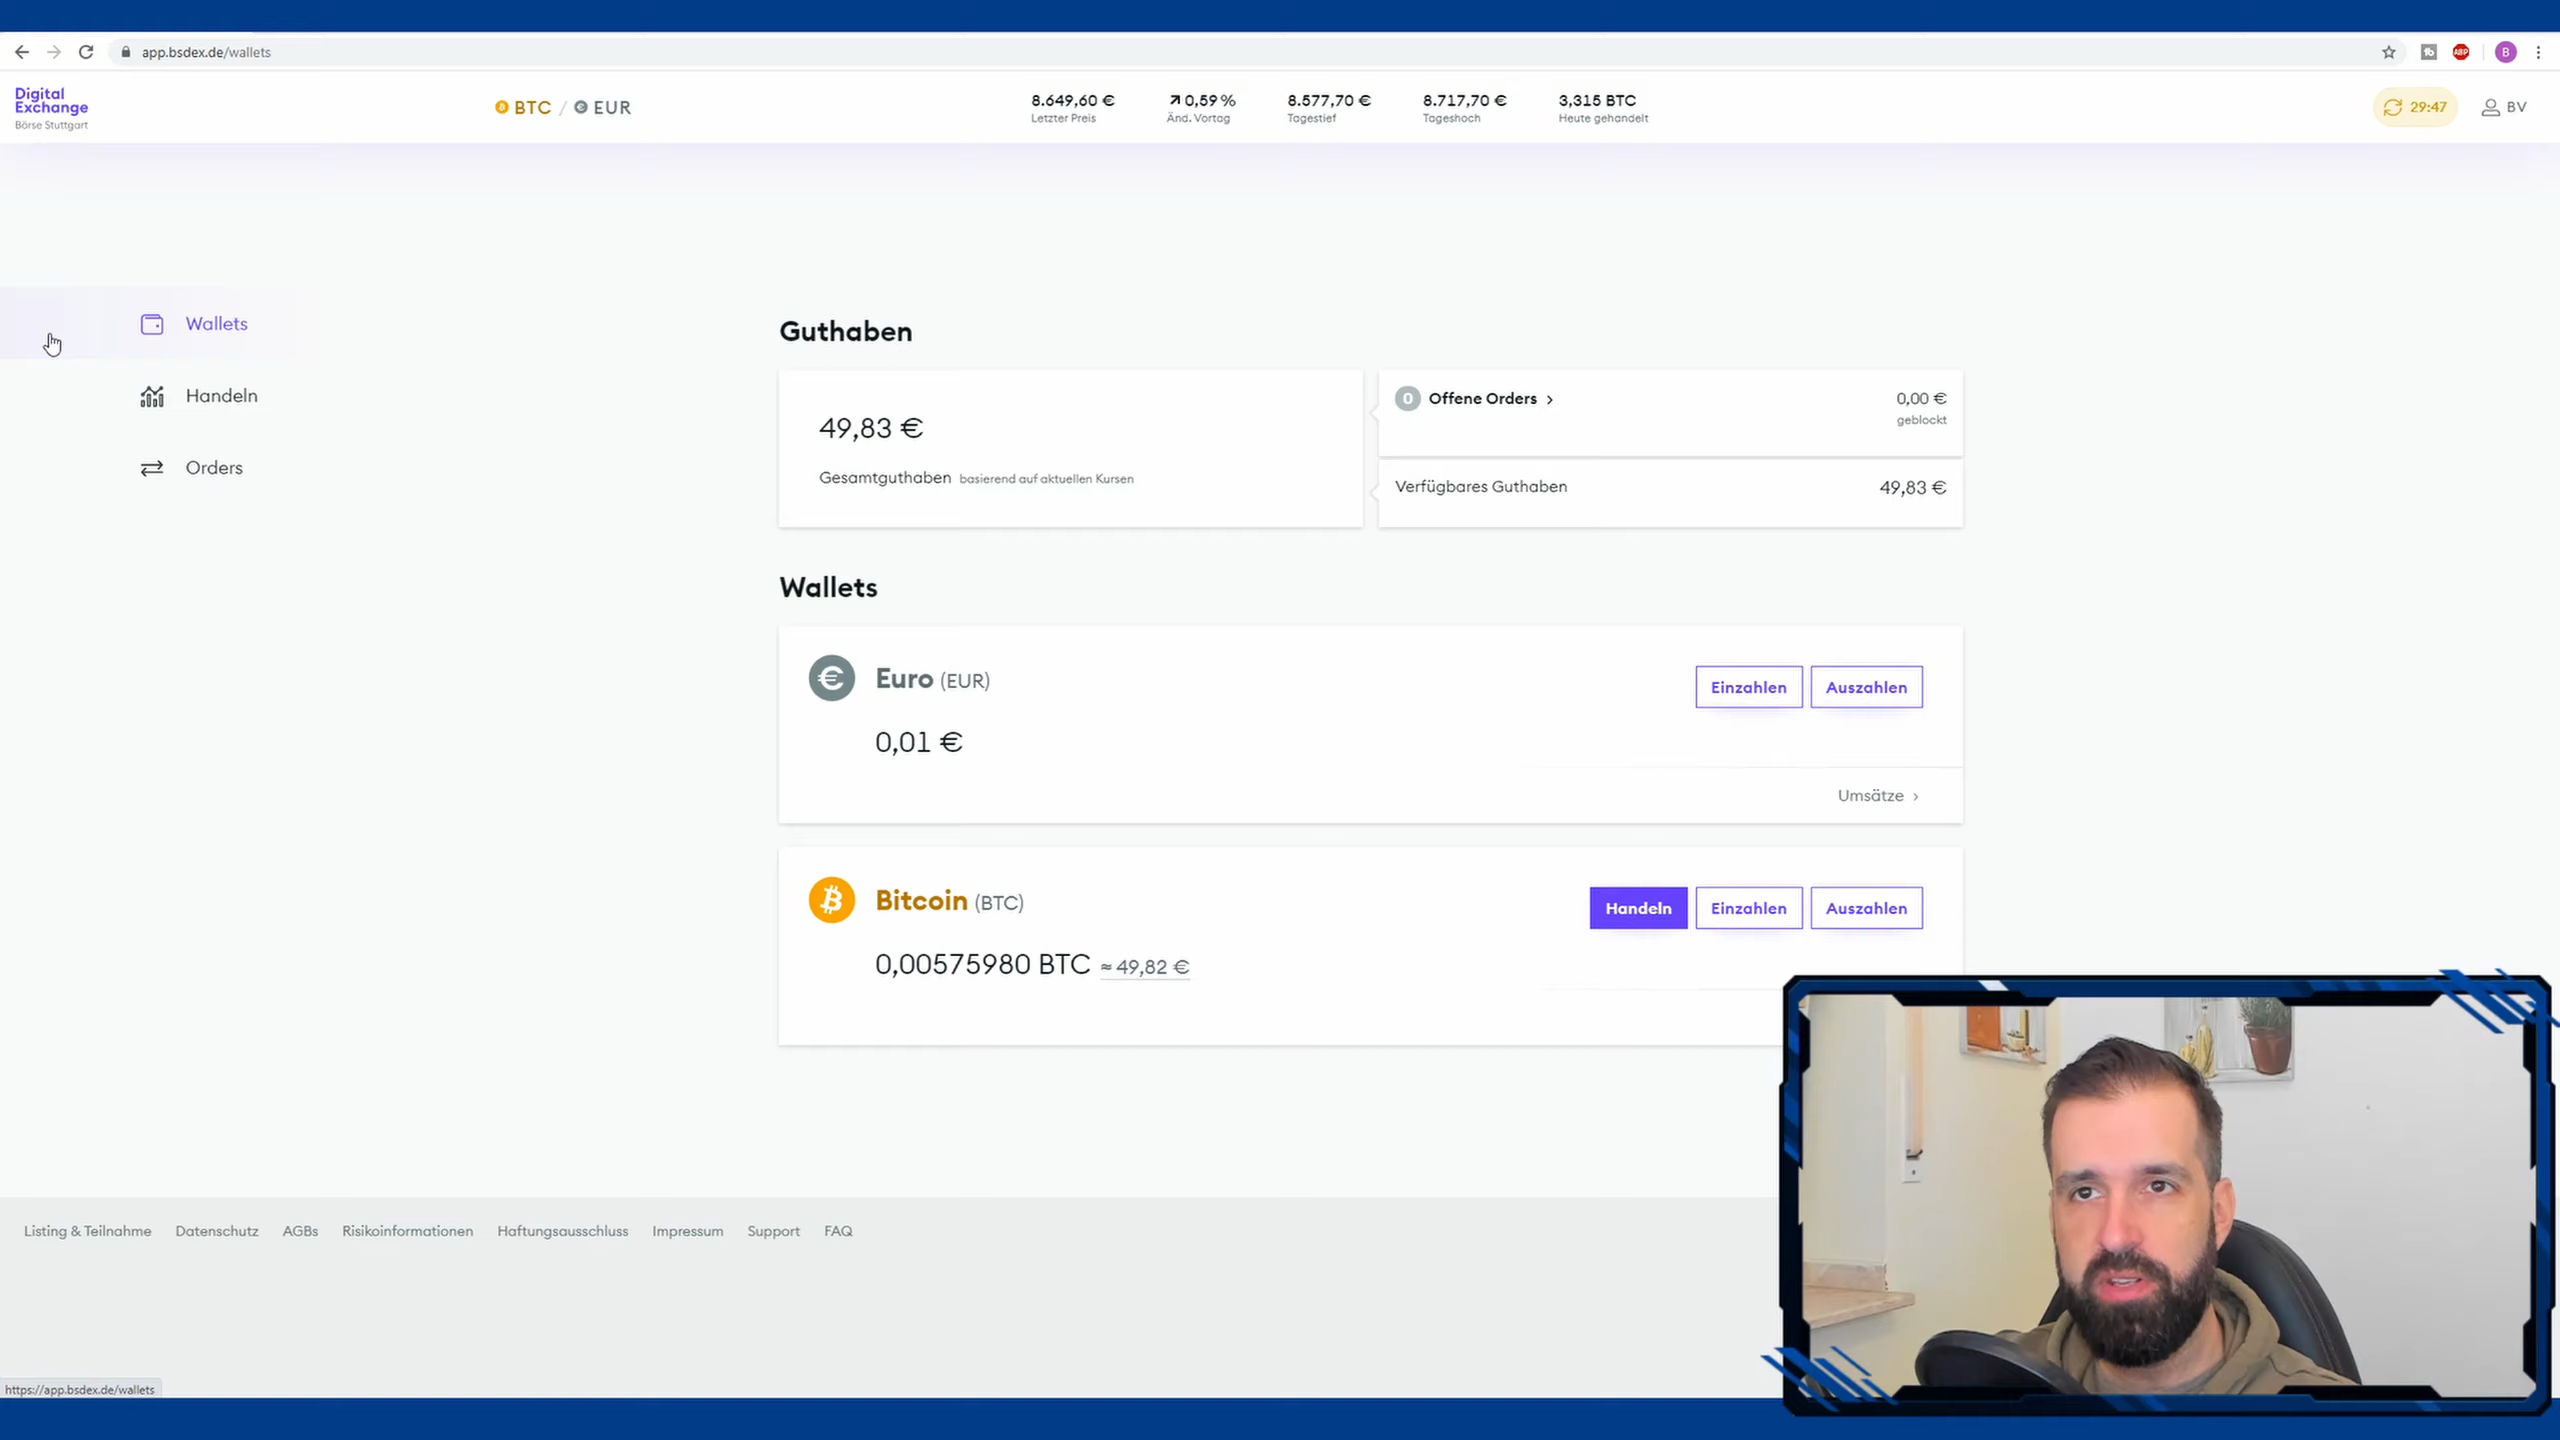 app.bsdex.de/wallets
B
Digital
Exchange
Börse Stuttgart
BTC / EUR
8.649,60 €
Letzter Preis
0,59 %
Änd. Vortag
8.577,70 €
Tagestief
8.717,70 €
Tageshoch
3,315 BTC
Heute gehandelt
29:47
BV
Wallets
Handeln
Orders
Guthaben
49,83 €
Gesamtguthaben basierend auf aktuellen Kursen
0 Offene Orders
0,00 €
geblockt
Verfügbares Guthaben
49,83 €
Wallets
Euro (EUR)
0,01 €
Einzahlen
Auszahlen
Umsätze
Bitcoin (BTC)
0,00575980 BTC ≈ 49,82 €
Handeln
Einzahlen
Auszahlen
Listing & Teilnahme Datenschutz AGBs Risikoinformationen Haftungsausschluss Impressum Support FAQ
https://app.bsdex.de/wallets